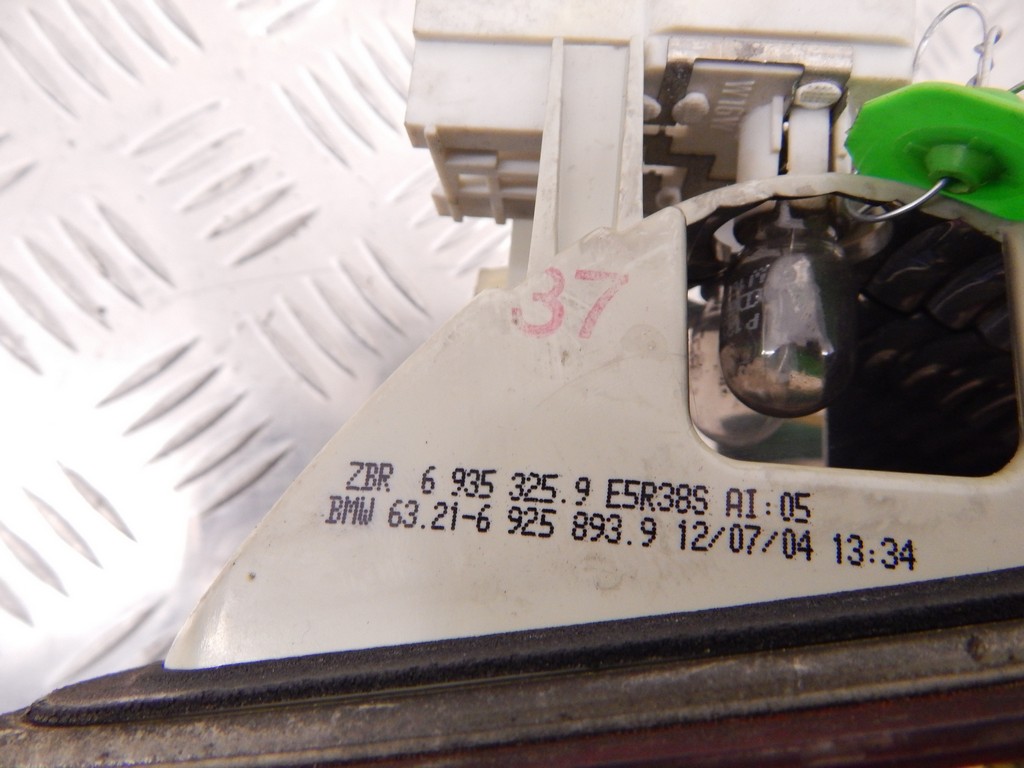 W16W
37
ZBR 6 935 325.9 E5R38S AI:05
BMW 63.21-6 925 893.9 12/07/04 13:34